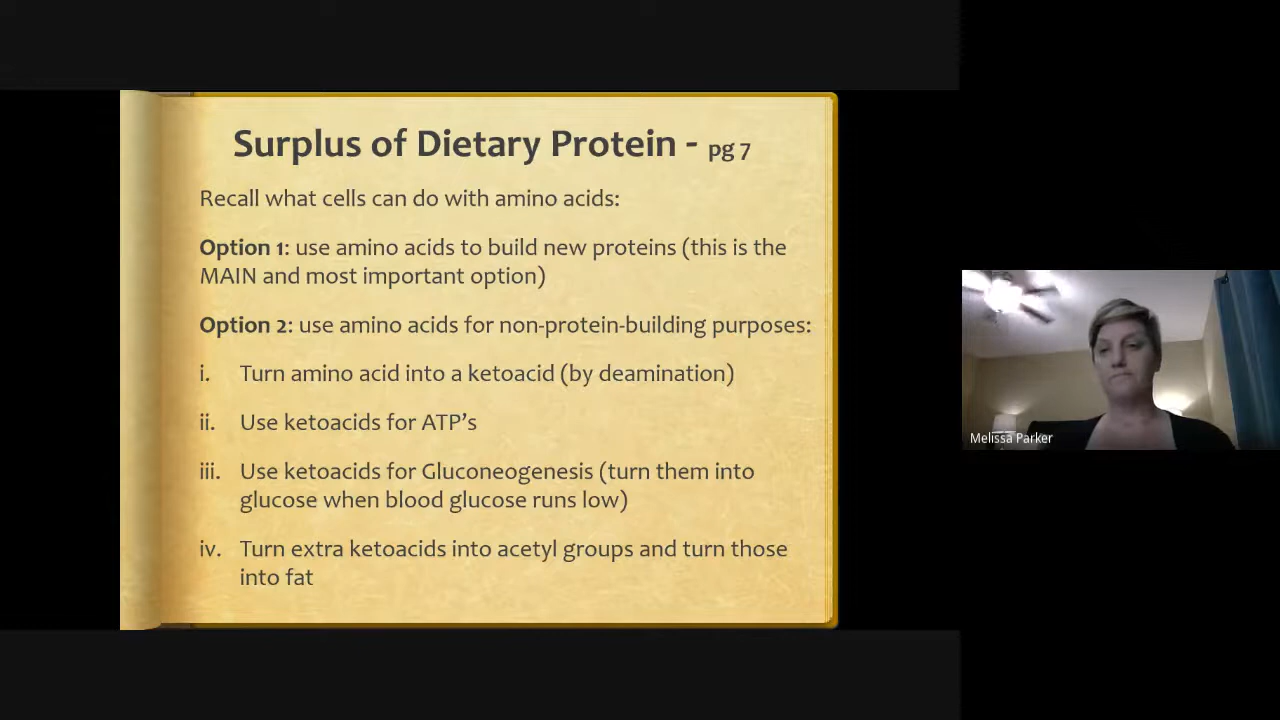 Surplus of Dietary Protein - pg 7
Recall what cells can do with amino acids:
Option 1: use amino acids to build new proteins (this is the
MAIN and most important option)
Option 2: use amino acids for non-protein-building purposes:
i. Turn amino acid into a ketoacid (by deamination)
ii. Use ketoacids for ATP’s
iii. Use ketoacids for Gluconeogenesis (turn them into
glucose when blood glucose runs low)
iv. Turn extra ketoacids into acetyl groups and turn those
into fat
Melissa Parker